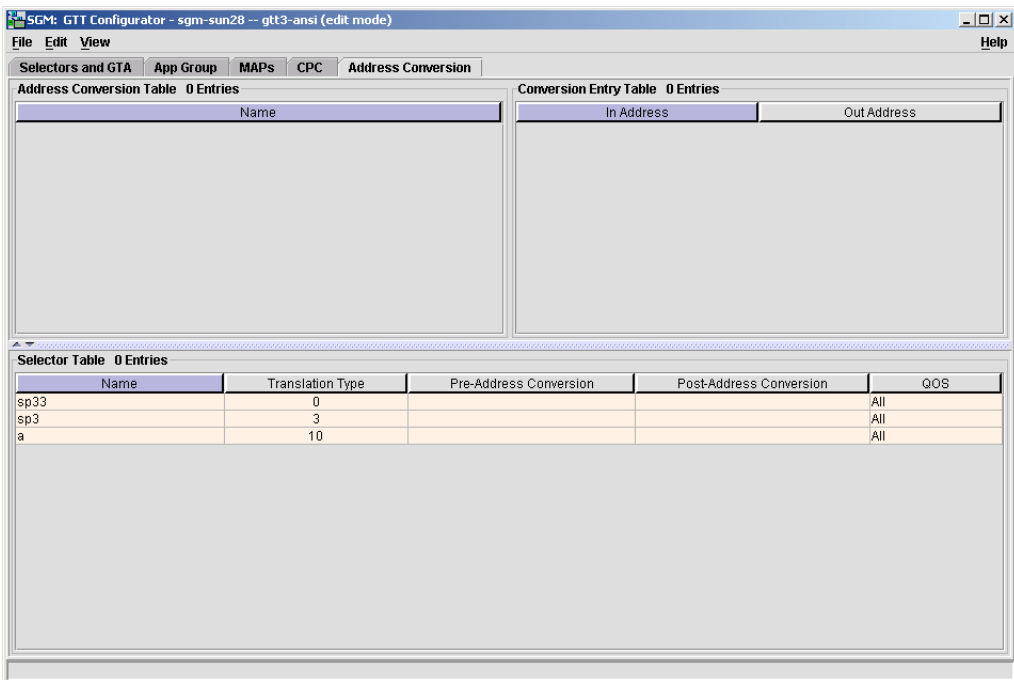 SGM: GTT Configurator - sgm-sun28 -- gtt3-ansi (edit mode)
File Edit View Help
Selectors and GTA App Group MAPs CPC Address Conversion
Address Conversion Table 0 Entries Conversion Entry Table 0 Entries
Name In Address Out Address
Selector Table 0 Entries
Name Translation Type Pre-Address Conversion Post-Address Conversion QOS
sp33 0 All
sp3 3 All
a 10 All